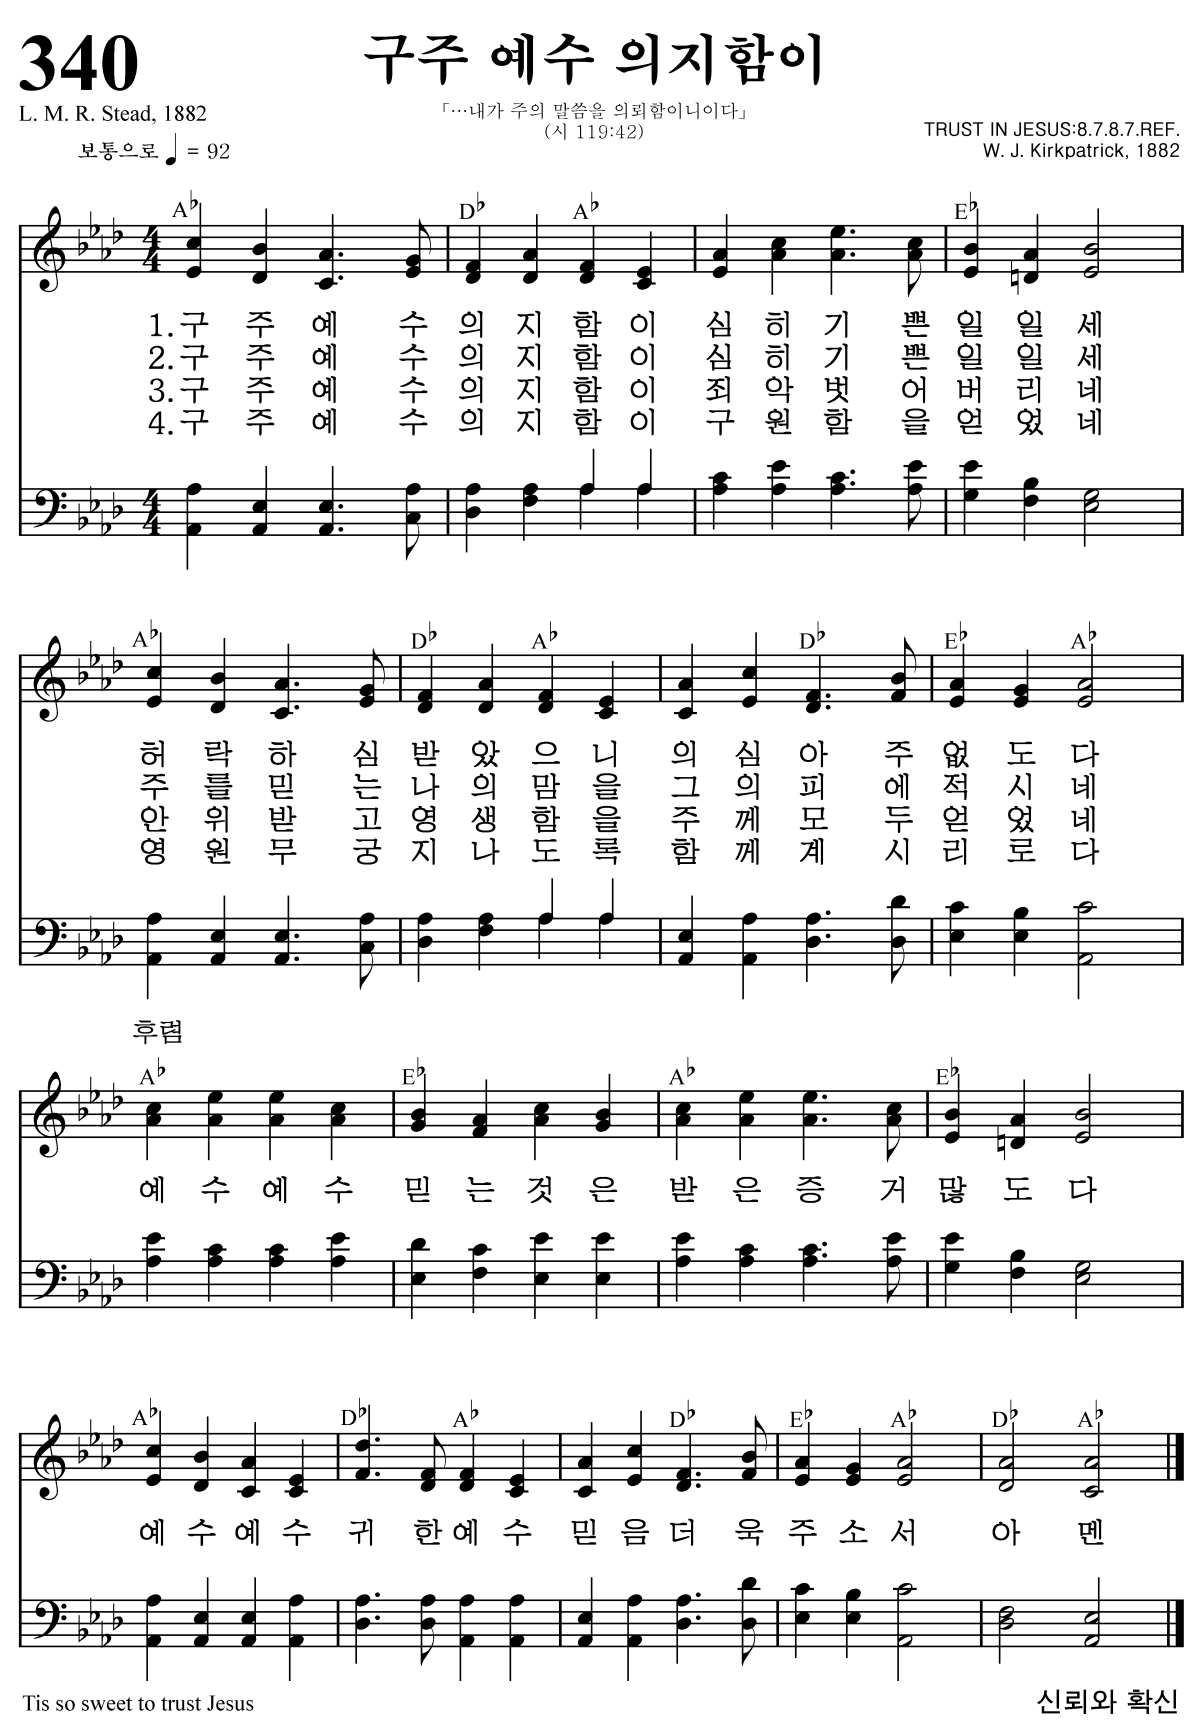 340
구주 예수 의지함이
L. M. R. Stead, 1882
「…내가 주의 말씀을 의뢰함이니이다」
(시 119:42)
TRUST IN JESUS:8.7.8.7.REF.
보통으로 ♩ = 92
W. J. Kirkpatrick, 1882
A♭ D♭ A♭ E♭
1.구 주 예 수 의 지 함 이 심 히 기 쁜 일 일 세
2.구 주 예 수 의 지 함 이 심 히 기 쁜 일 일 세
3.구 주 예 수 의 지 함 이 죄 악 벗 어 버 리 네
4.구 주 예 수 의 지 함 이 구 원 함 을 얻 었 네
A♭ D♭ A♭ D♭ E♭ A♭
허 락 하 심 받 았 으 니 의 심 아 주 없 도 다
주 를 믿 는 나 의 맘 을 그 의 피 에 적 시 네
안 위 받 고 영 생 함 을 주 께 모 두 얻 었 네
영 원 무 궁 지 나 도 록 함 께 계 시 리 로 다
후렴
A♭ E♭ A♭ E♭
예 수 예 수 믿 는 것 은 받 은 증 거 많 도 다
A♭ D♭ A♭ D♭ E♭ A♭ D♭ A♭
예 수 예 수 귀 한 예 수 믿 음 더 욱 주 소 서 아 멘
Tis so sweet to trust Jesus
신뢰와 확신